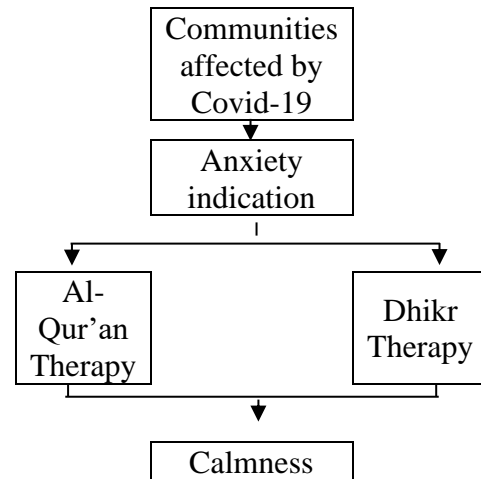 Communities
affected by
Covid-19
Anxiety
indication
Al-
Qur’an
Therapy
Dhikr
Therapy
Calmness